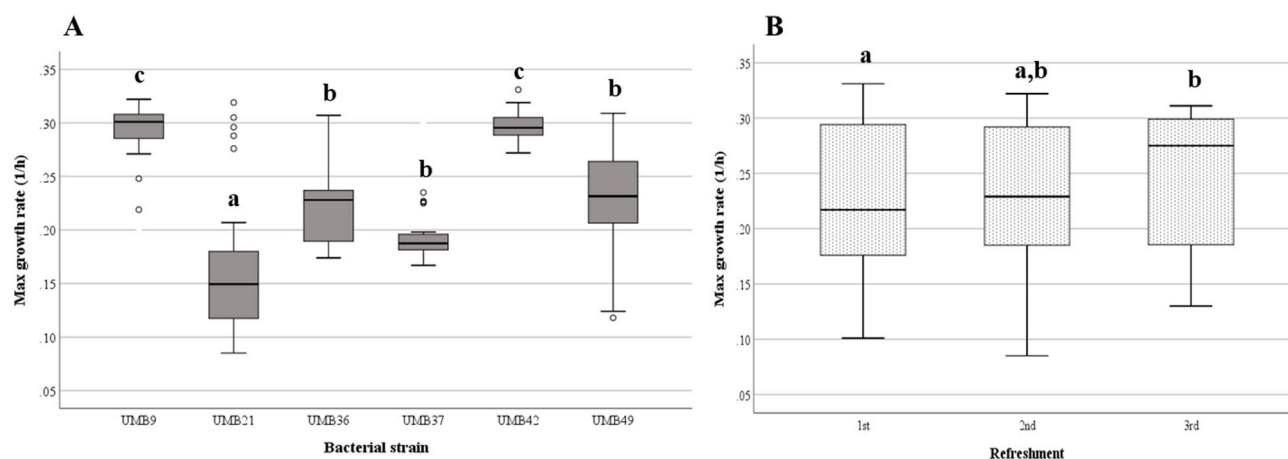 A
Max growth rate (1/h)
.35
.30
.25
.20
.15
.10
.05
c
a
b
b
c
b
UMB9 UMB21 UMB36 UMB37 UMB42 UMB49
Bacterial strain
B
Max growth rate (1/h)
.35
.30
.25
.20
.15
.10
.05
a
a,b
b
1st 2nd 3rd
Refreshment